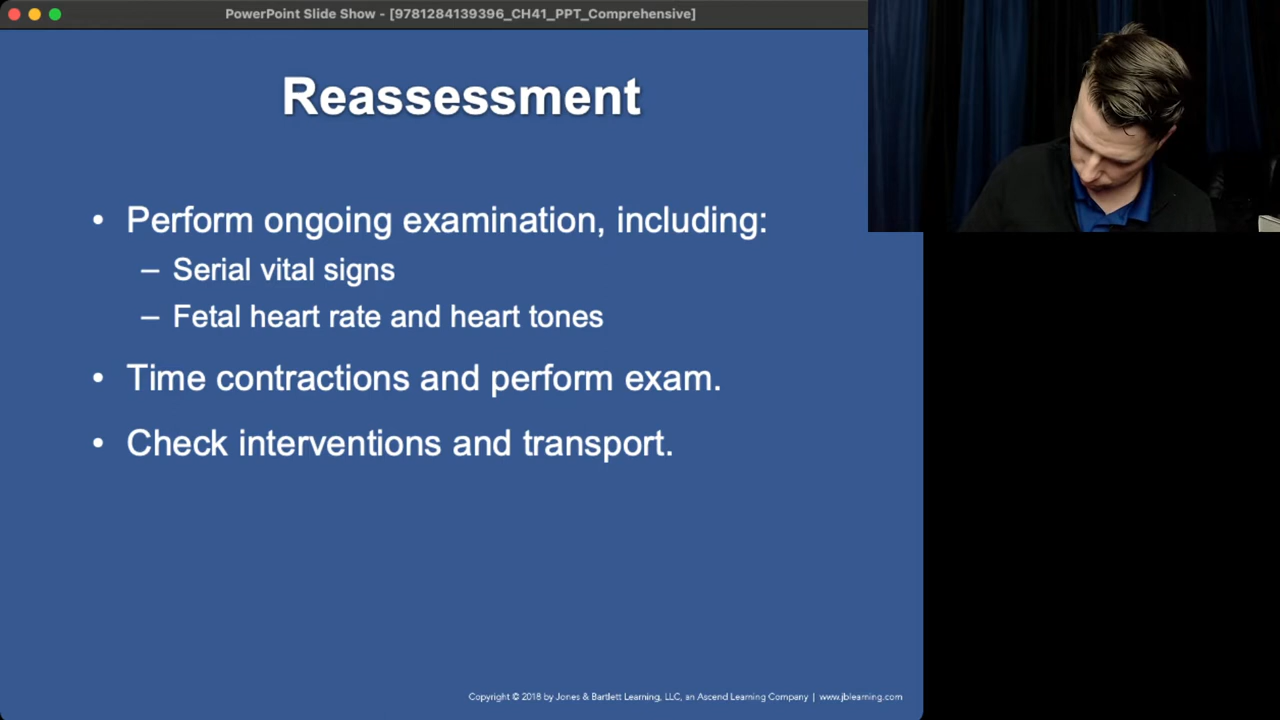 PowerPoint Slide Show - [9781284139396_CH41_PPT_Comprehensive]
Reassessment
• Perform ongoing examination, including:
– Serial vital signs
– Fetal heart rate and heart tones
• Time contractions and perform exam.
• Check interventions and transport.
Copyright © 2018 by Jones & Bartlett Learning, LLC, an Ascend Learning Company | www.jblearning.com